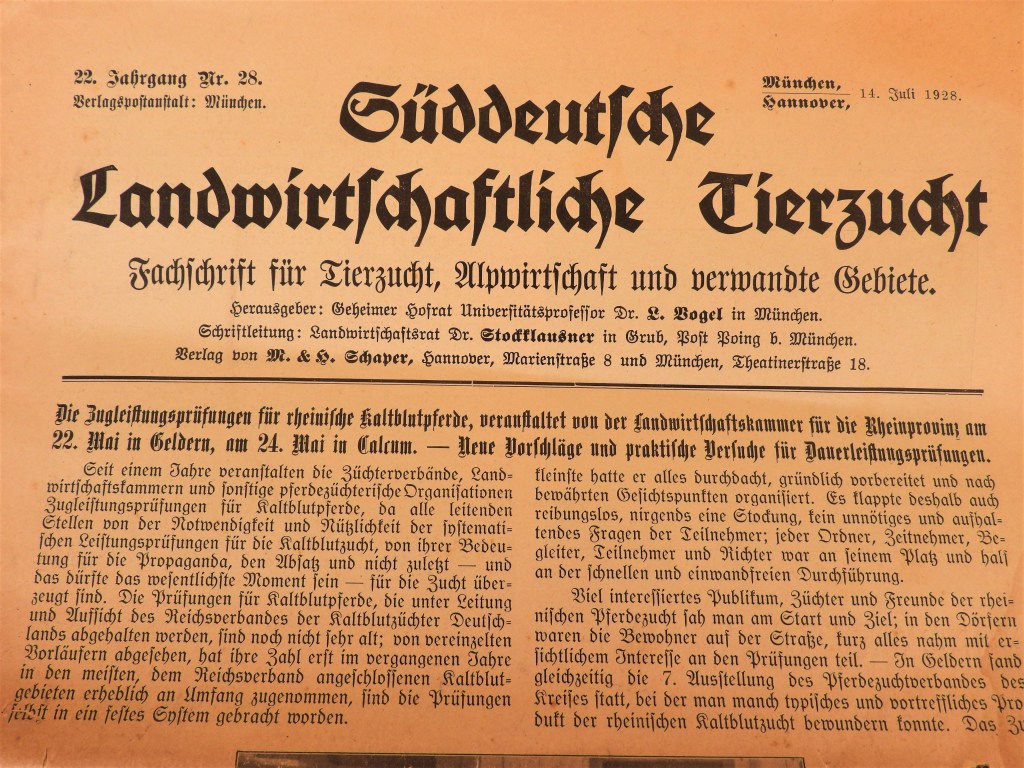 22. Jahrgang Nr. 28.
Verlagspostanstalt: München.
München,
Hannover,
14. Juli 1928.
Süddeutsche
Landwirtschaftliche Tierzucht
Fachschrift für Tierzucht, Alpwirtschaft und verwandte Gebiete.
Herausgeber: Geheimer Hofrat Universitätsprofessor Dr. L. Vogel in München.
Schriftleitung: Landwirtschaftsrat Dr. Stockklausner in Grub, Post Poing b. München.
Verlag von M. & H. Schaper, Hannover, Marienstraße 8 und München, Theatinerstraße 18.
Die Zugleistungsprüfungen für rheinische Kaltblutpferde, veranstaltet von der Landwirtschaftskammer für die Rheinprovinz am
22. Mai in Geldern, am 24. Mai in Calcum. — Neue Vorschläge und praktische Versuche für Dauerleistungsprüfungen.
Seit einem Jahre veranstalten die Züchterverbände, Land-
wirtschaftskammern und sonstige pferdezüchterische Organisationen
Zugleistungsprüfungen für Kaltblutpferde, da alle leitenden
Stellen von der Notwendigkeit und Nützlichkeit der systemati-
schen Leistungsprüfungen für die Kaltblutzucht, von ihrer Bedeu-
tung für die Propaganda, den Absatz und nicht zuletzt — und
das dürfte das wesentlichste Moment sein — für die Zucht über-
zeugt sind. Die Prüfungen für Kaltblutpferde, die unter Leitung
und Aufsicht des Reichsverbandes der Kaltblutzüchter Deutsch-
lands abgehalten werden, sind noch nicht sehr alt; von vereinzelten
Vorläufern abgesehen, hat ihre Zahl erst im vergangenen Jahre
in den meisten, dem Reichsverband angeschlossenen Kaltblut-
gebieten erheblich an Umfang zugenommen, sind die Prüfungen
selbst in ein festes System gebracht worden.
kleinste hatte er alles durchdacht, gründlich vorbereitet und nach
bewährten Gesichtspunkten organisiert. Es klappte deshalb auch
reibungslos, nirgends eine Stockung, kein unnötiges und aufhal-
tendes Fragen der Teilnehmer; jeder Ordner, Zeitnehmer, Be-
gleiter, Teilnehmer und Richter war an seinem Platz und half
an der schnellen und einwandfreien Durchführung.
Viel interessiertes Publikum, Züchter und Freunde der rhei-
nischen Pferdezucht sah man am Start und Ziel; in den Dörfern
waren die Bewohner auf der Straße, kurz alles nahm mit er-
sichtlichem Interesse an den Prüfungen teil. — In Geldern fand
gleichzeitig die 7. Ausstellung des Pferdezuchtverbandes des
Kreises statt, bei der man manch typisches und vortreffliches Pro
dukt der rheinischen Kaltblutzucht bewundern konnte. Das Zu